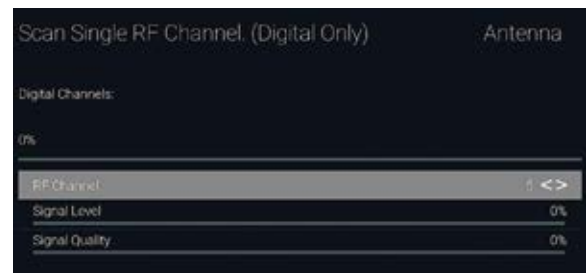 Scan Single RF Channel. (Digital Only) Antenna
Digital Channels:
0%
RF Channel <>
Signal Level 0%
Signal Quality 0%